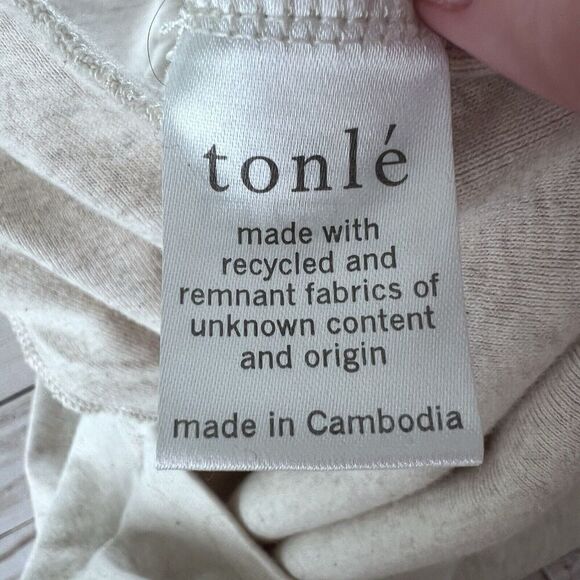 tonlé
made with
recycled and
remnant fabrics of
unknown content
and origin
made in Cambodia